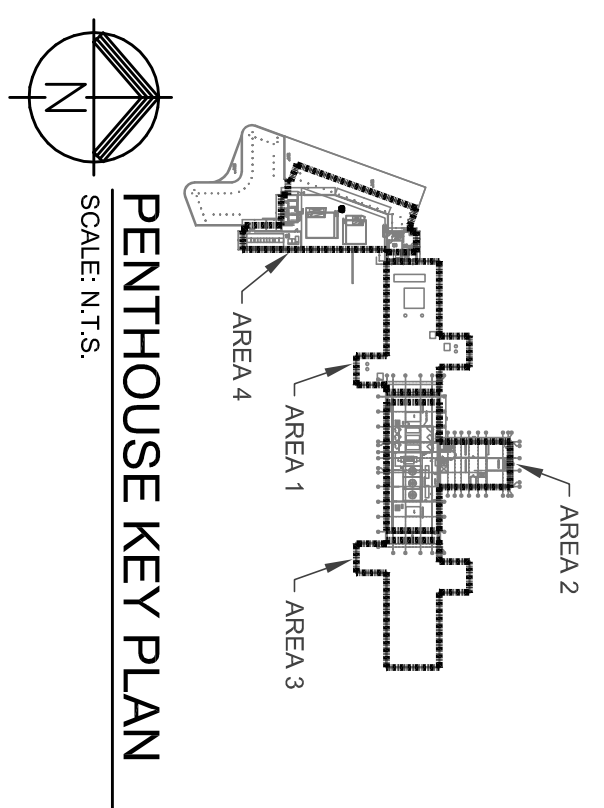 N
AREA 2
AREA 4
AREA 1
AREA 3
PENTHOUSE KEY PLAN
SCALE: N.T.S.